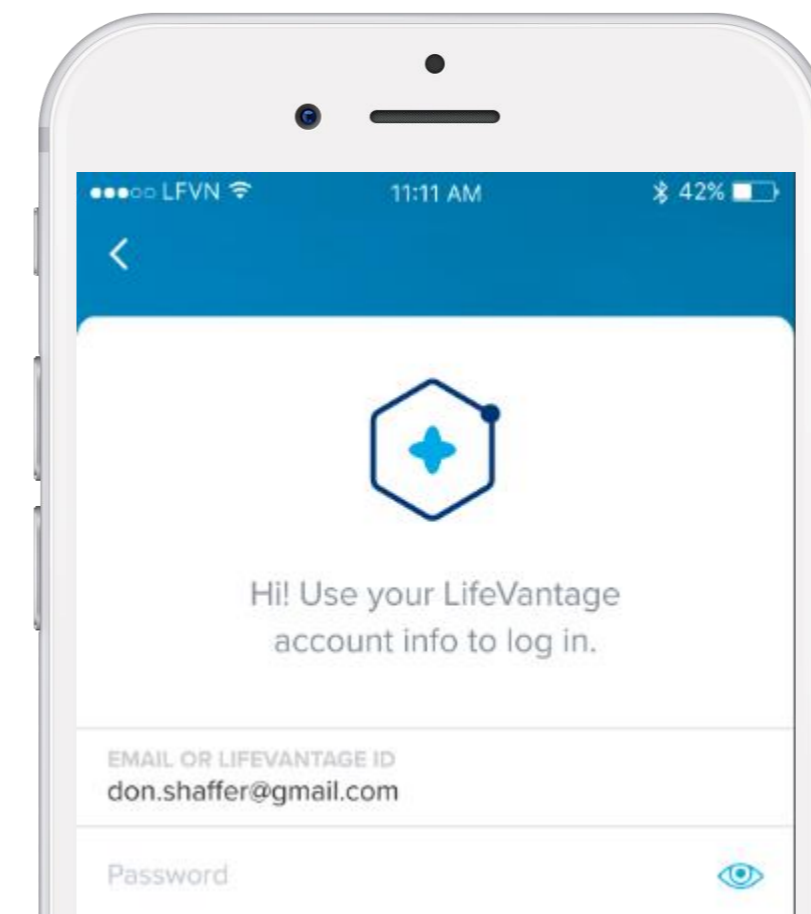 LFVN 11:11 AM 42%
Hi! Use your LifeVantage
account info to log in.
EMAIL OR LIFEVANTAGE ID
don.shaffer@gmail.com
Password